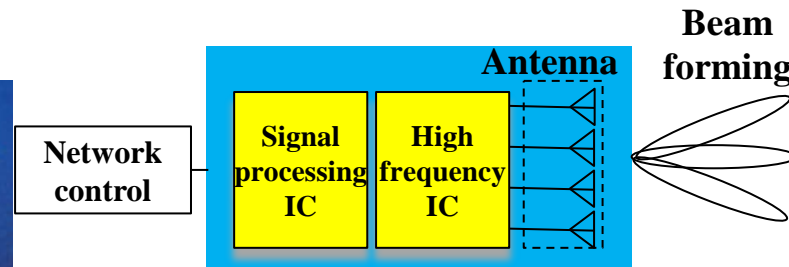 Network
control
Signal
processing
IC
High
frequency
IC
Antenna
Beam
forming